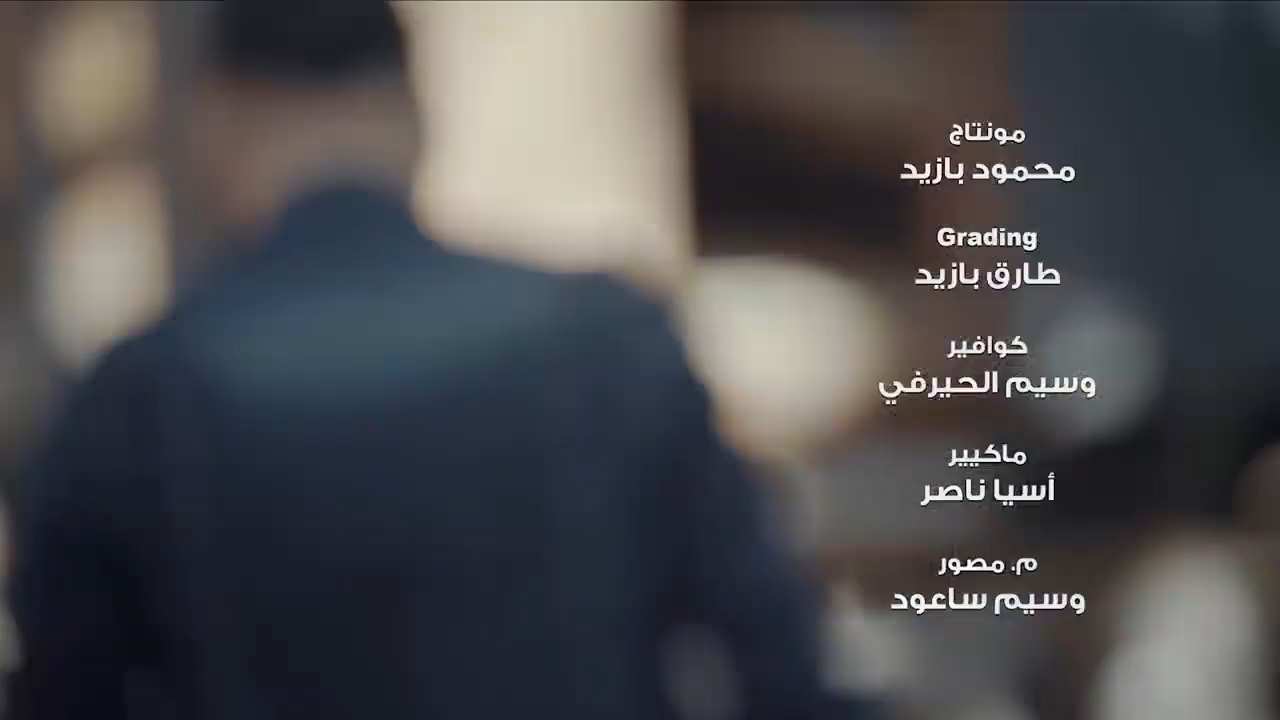 مونتاج
محمود بازيد
Grading
طارق بازيد
كوافير
وسيم الحيرفي
ماكيير
أسيا ناصر
م. مصور
وسيم ساعود